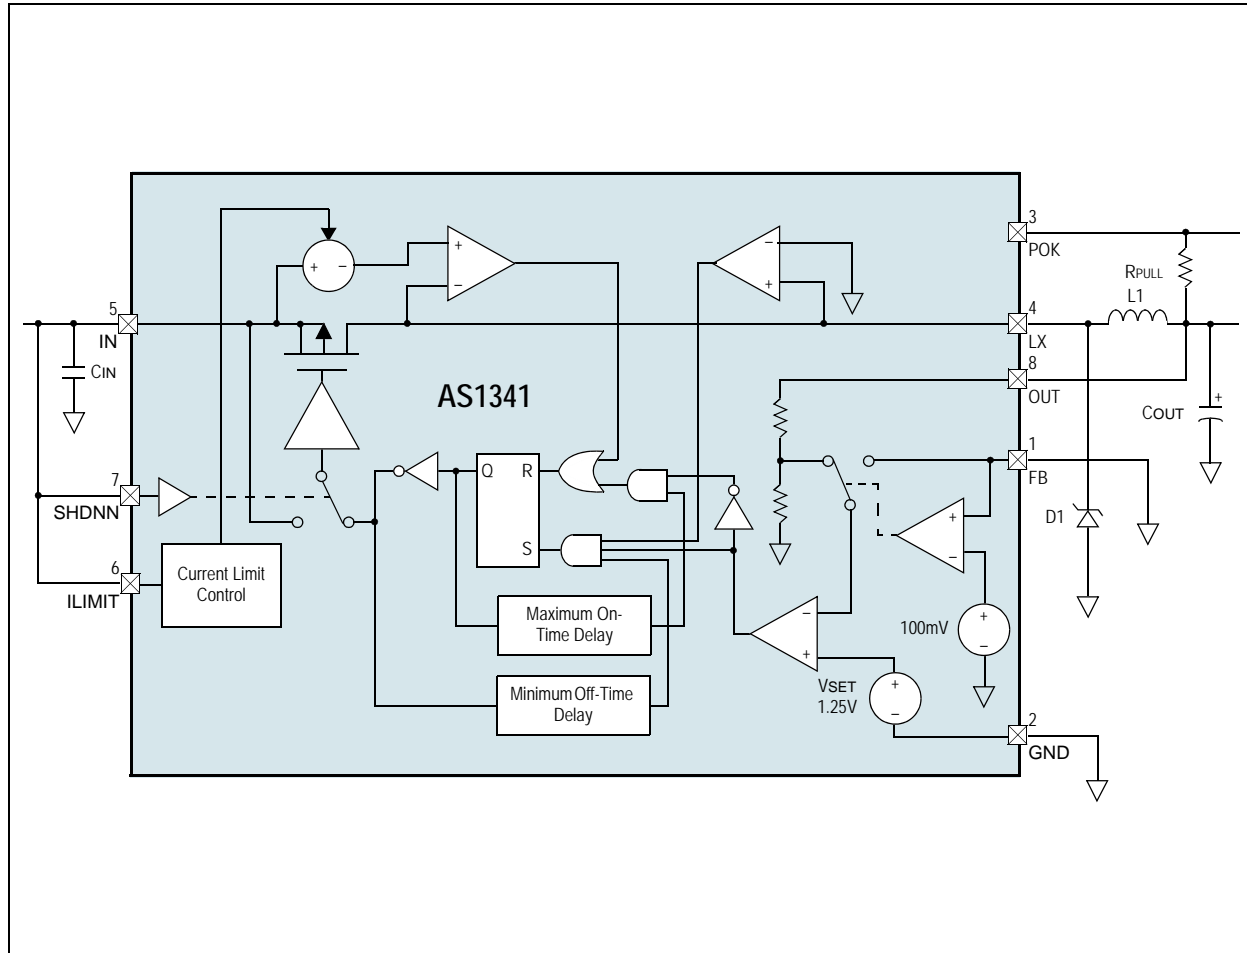 3
POK
RPULL
L1
5
IN
4
LX
CIN
8
OUT
AS1341
COUT
+
+
−
+
−
−
+
Q
R
S
1
FB
7
SHDNN
D1
6
ILIMIT
Current Limit
Control
Maximum On-
Time Delay
Minimum Off-Time
Delay
+
−
−
+
100mV
+
−
VSET
1.25V
+
−
2
GND